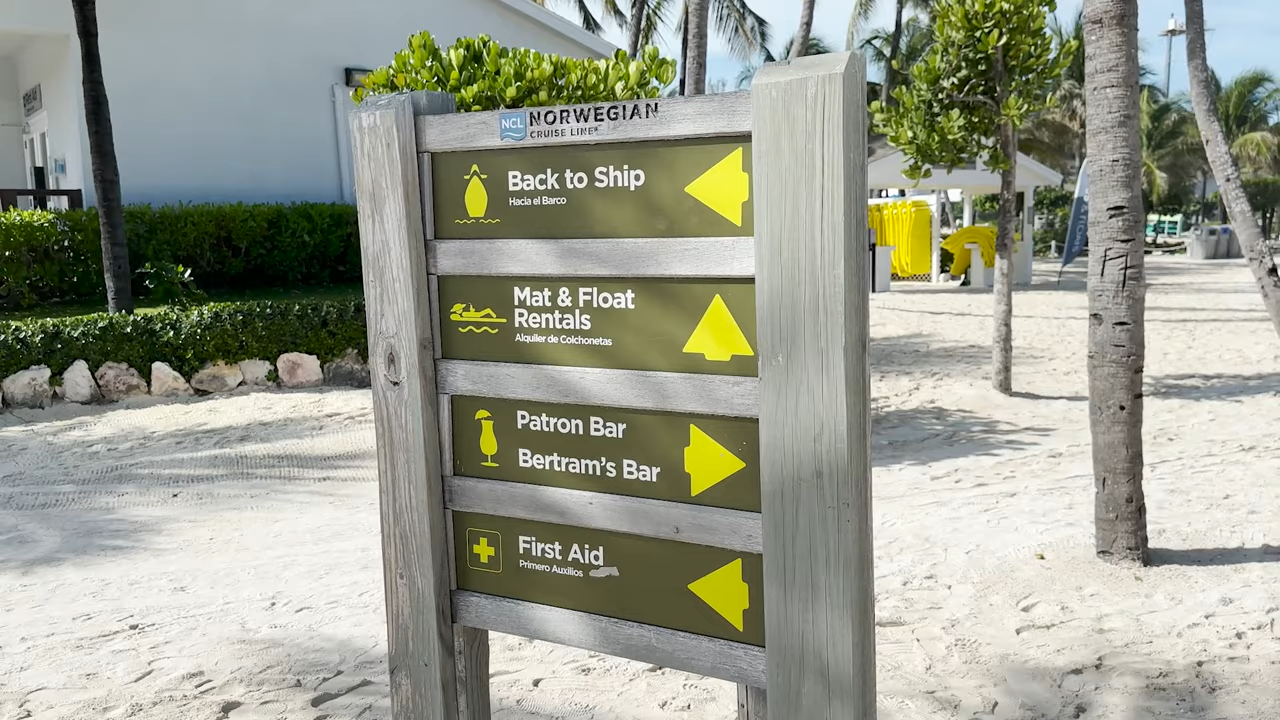 NCL NORWEGIAN
CRUISE LINE®
Back to Ship
Hacia el Barco
Mat & Float
Rentals
Alquiler de Colchonetas
Patron Bar
Bertram's Bar
First Aid
Primero Auxilios